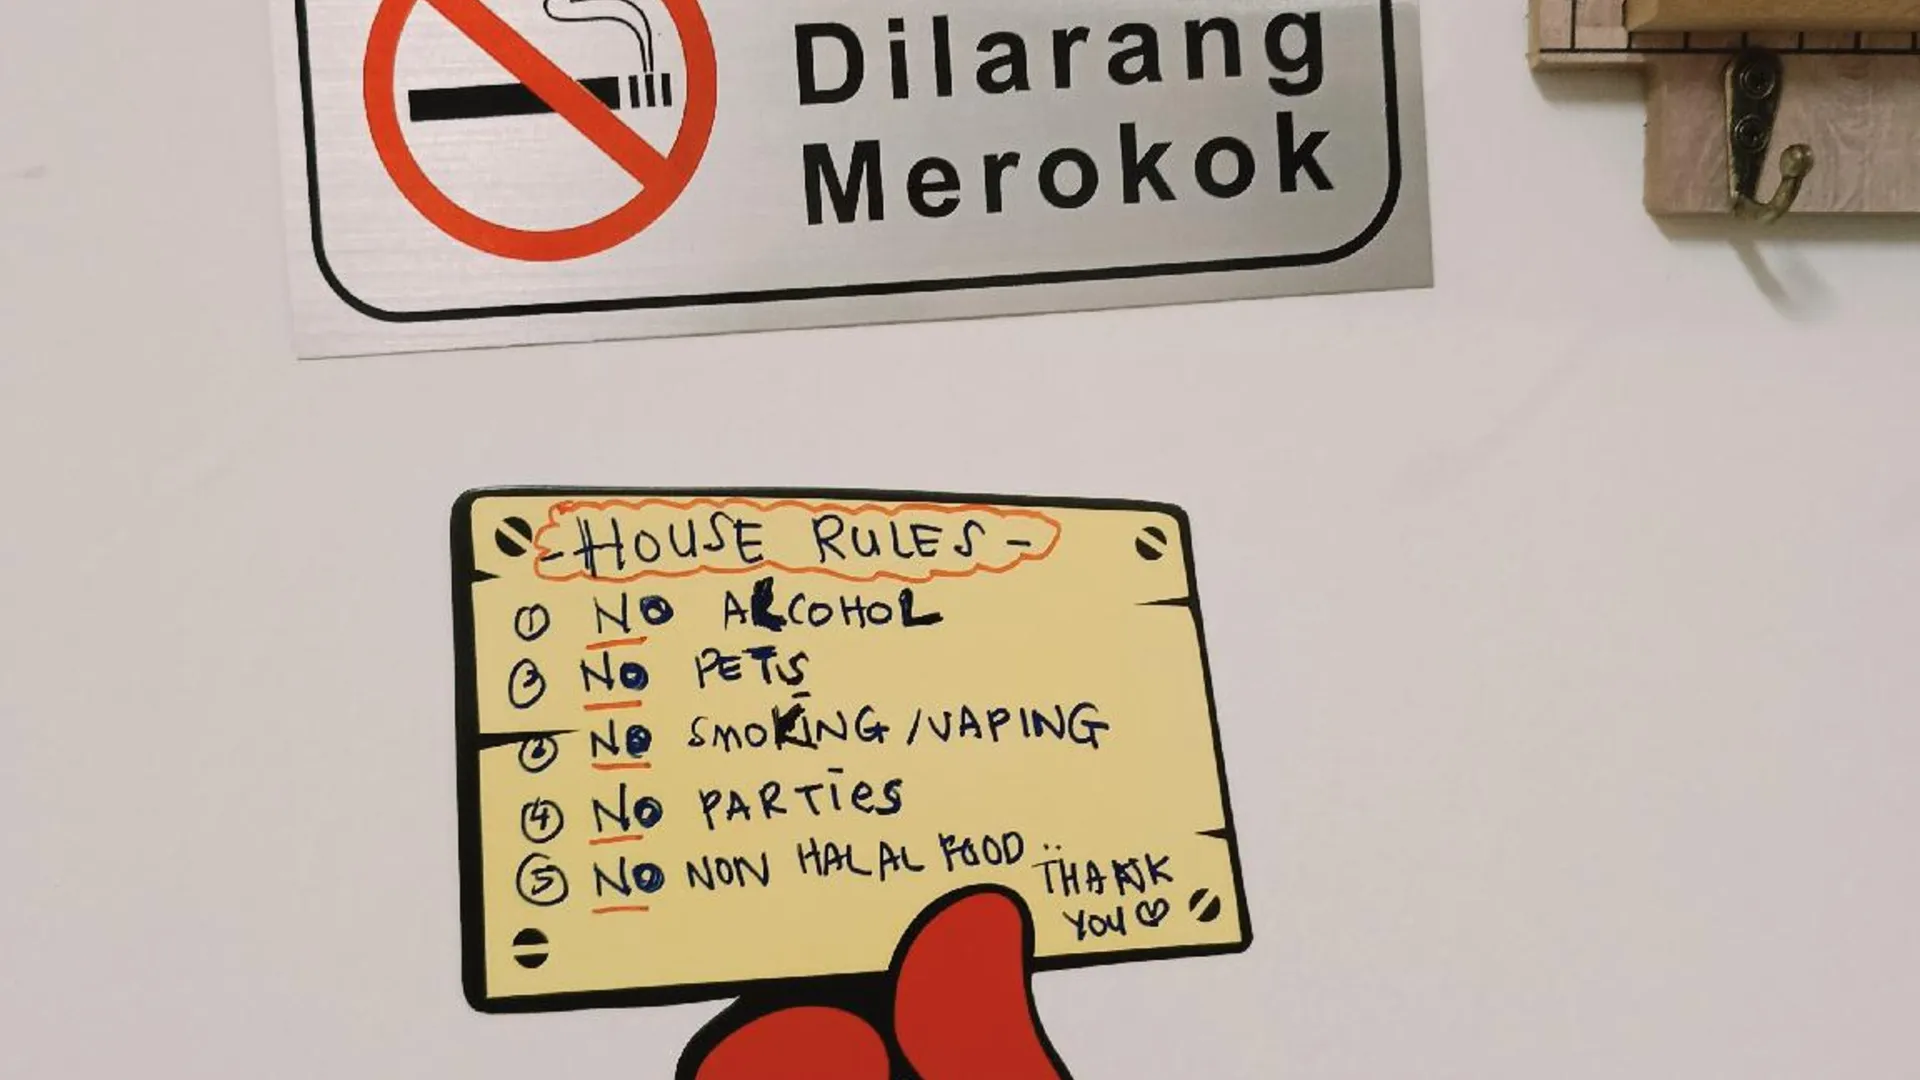 Dilarang
Merokok
- HOUSE RULES -
① NO ALCOHOL
③ NO PETS
② NO SMOKING /VAPING
④ NO PARTIes
⑤ NO NON HALAL FOOD..
THANK
YOU ♡